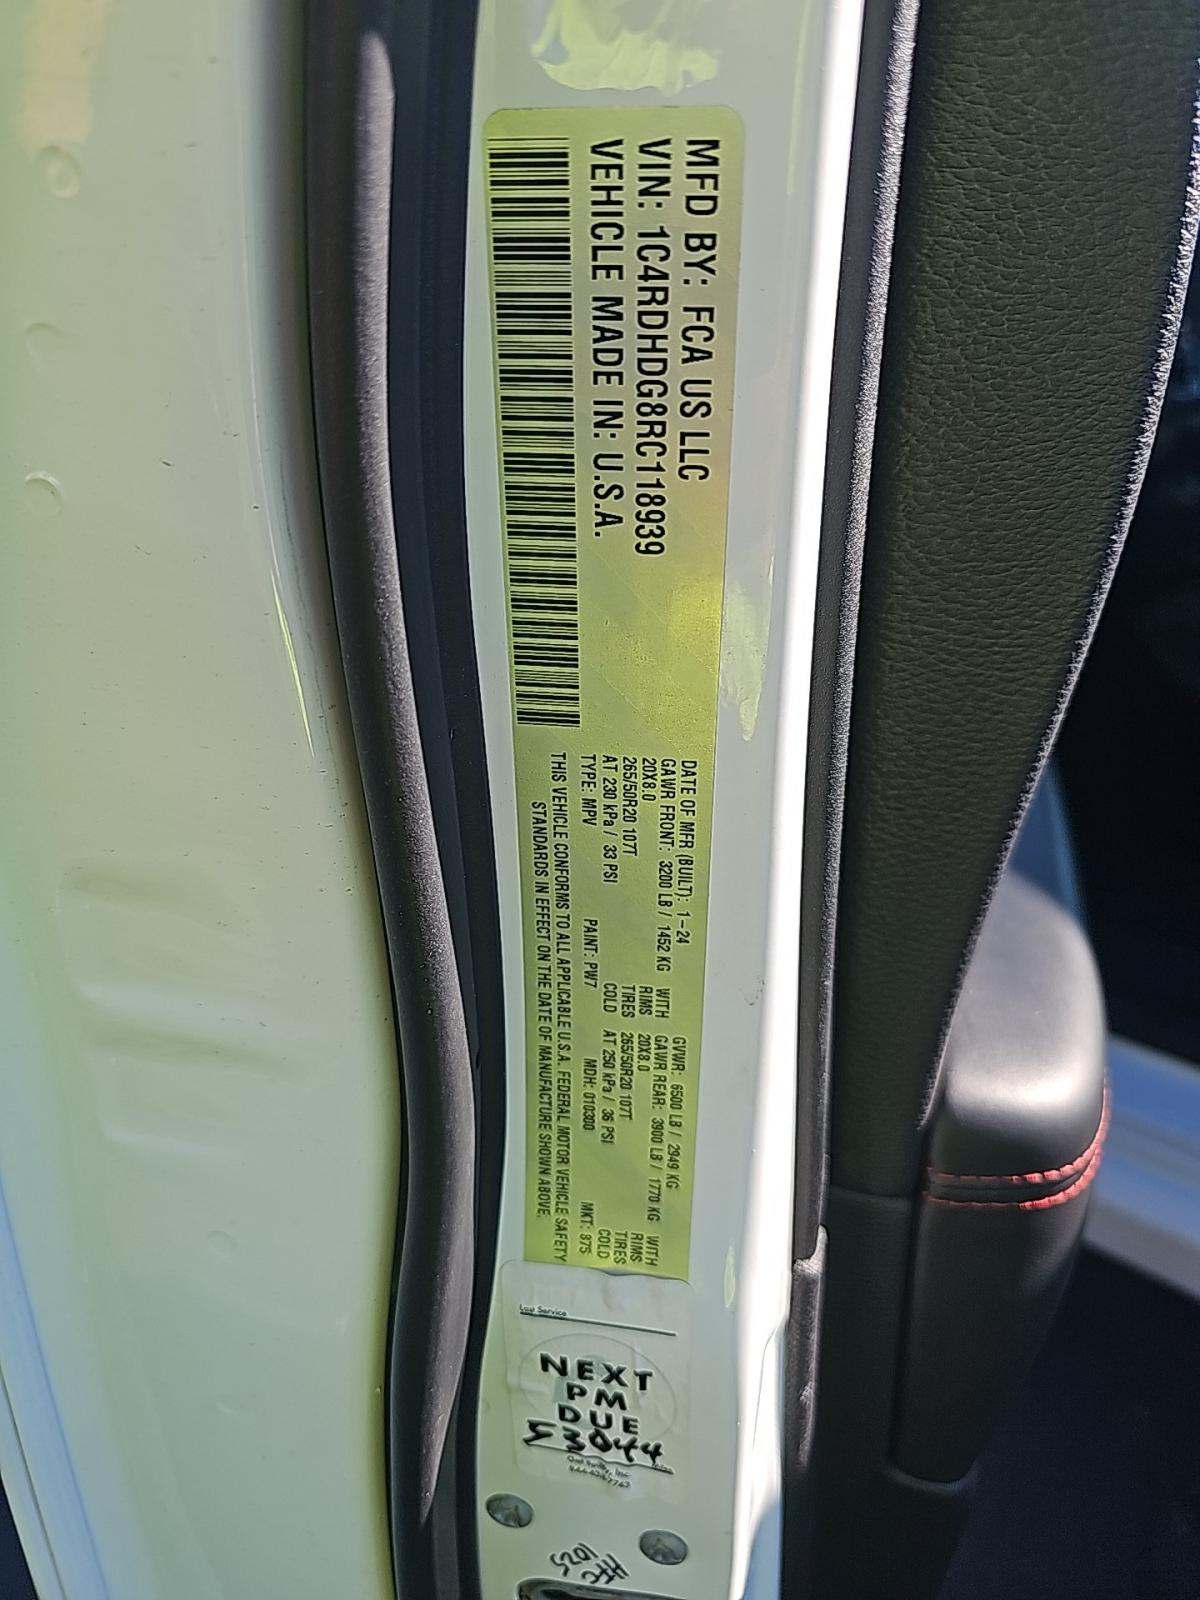 MFD BY: FCA US LLC
VIN: 1C4RDHDG8RC118939
VEHICLE MADE IN: U.S.A.
DATE OF MFR (BUILT): 1-24 GVWR: 6500 LB / 2949 KG
GAWR FRONT: 3200 LB / 1452 KG WITH GAWR REAR: 3900 LB / 1770 KG WITH
20X8.0 RIMS 20X8.0 RIMS
265/50R20 107T TIRES 265/50R20 107T TIRES
AT 230 kPa / 33 PSI COLD AT 250 kPa / 36 PSI COLD
TYPE: MPV PAINT: PW7 MDH: 010300 MKT: 875
THIS VEHICLE CONFORMS TO ALL APPLICABLE U.S.A. FEDERAL MOTOR VEHICLE SAFETY
STANDARDS IN EFFECT ON THE DATE OF MANUFACTURE SHOWN ABOVE.
Last Service
NEXT